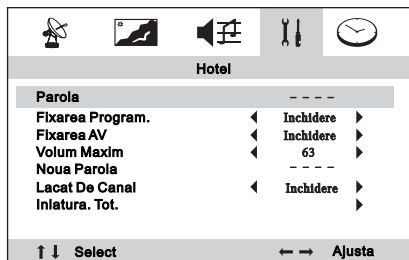 Hotel
Parola - - - -
Fixarea Program. Inchidere
Fixarea AV Inchidere
Volum Maxim 63
Noua Parola - - - -
Lacat De Canal Inchidere
Inlatura. Tot.
Select Ajusta